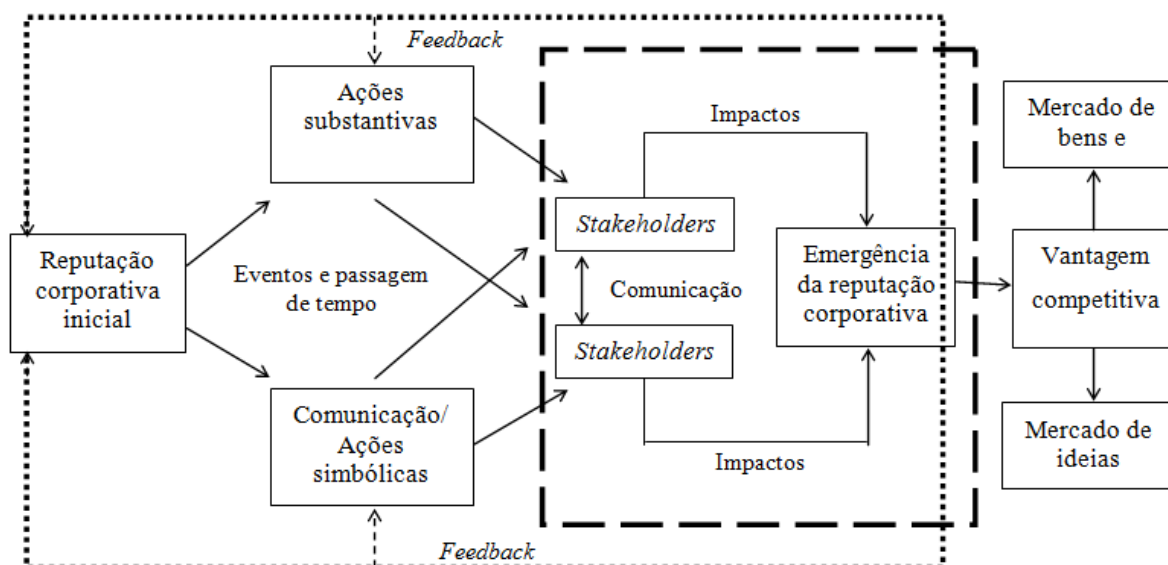 Feedback
Ações
substantivas
Impactos
Mercado de
bens e
Stakeholders
Reputação
corporativa
inicial
Eventos e passagem
de tempo
Comunicação
Emergência
da reputação
corporativa
Vantagem
competitiva
Stakeholders
Comunicação/
Ações
simbólicas
Impactos
Mercado de
ideias
Feedback